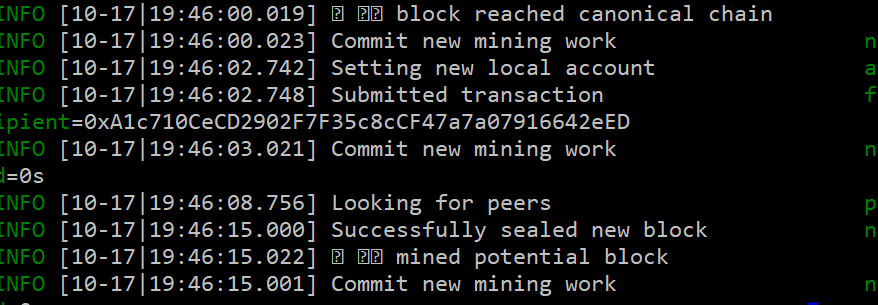 INFO [10-17|19:46:00.019] block reached canonical chain
INFO [10-17|19:46:00.023] Commit new mining work n
INFO [10-17|19:46:02.742] Setting new local account a
INFO [10-17|19:46:02.748] Submitted transaction f
ipient=0xA1c710CeCD2902F7F35c8cCF47a7a07916642eED
INFO [10-17|19:46:03.021] Commit new mining work n
d=0s
INFO [10-17|19:46:08.756] Looking for peers p
INFO [10-17|19:46:15.000] Successfully sealed new block n
INFO [10-17|19:46:15.022] mined potential block
INFO [10-17|19:46:15.001] Commit new mining work n